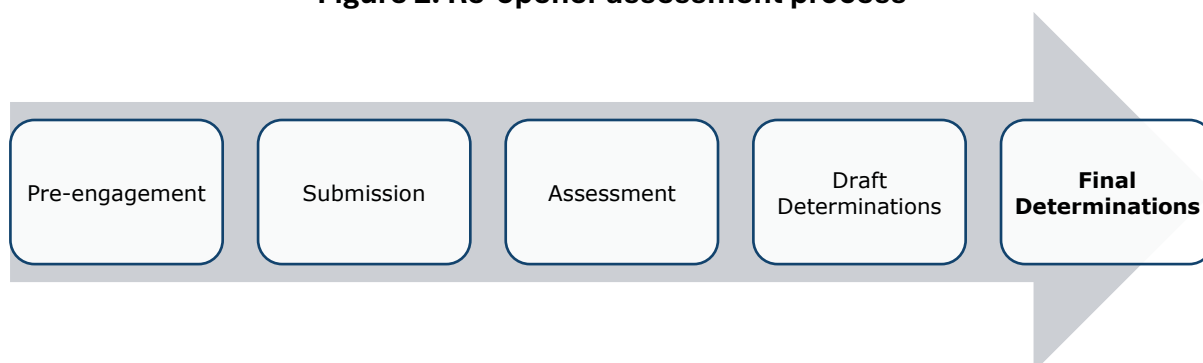 Figure 2: Re-opener assessment process
Pre-engagement
Submission
Assessment
Draft
Determinations
Final
Determinations